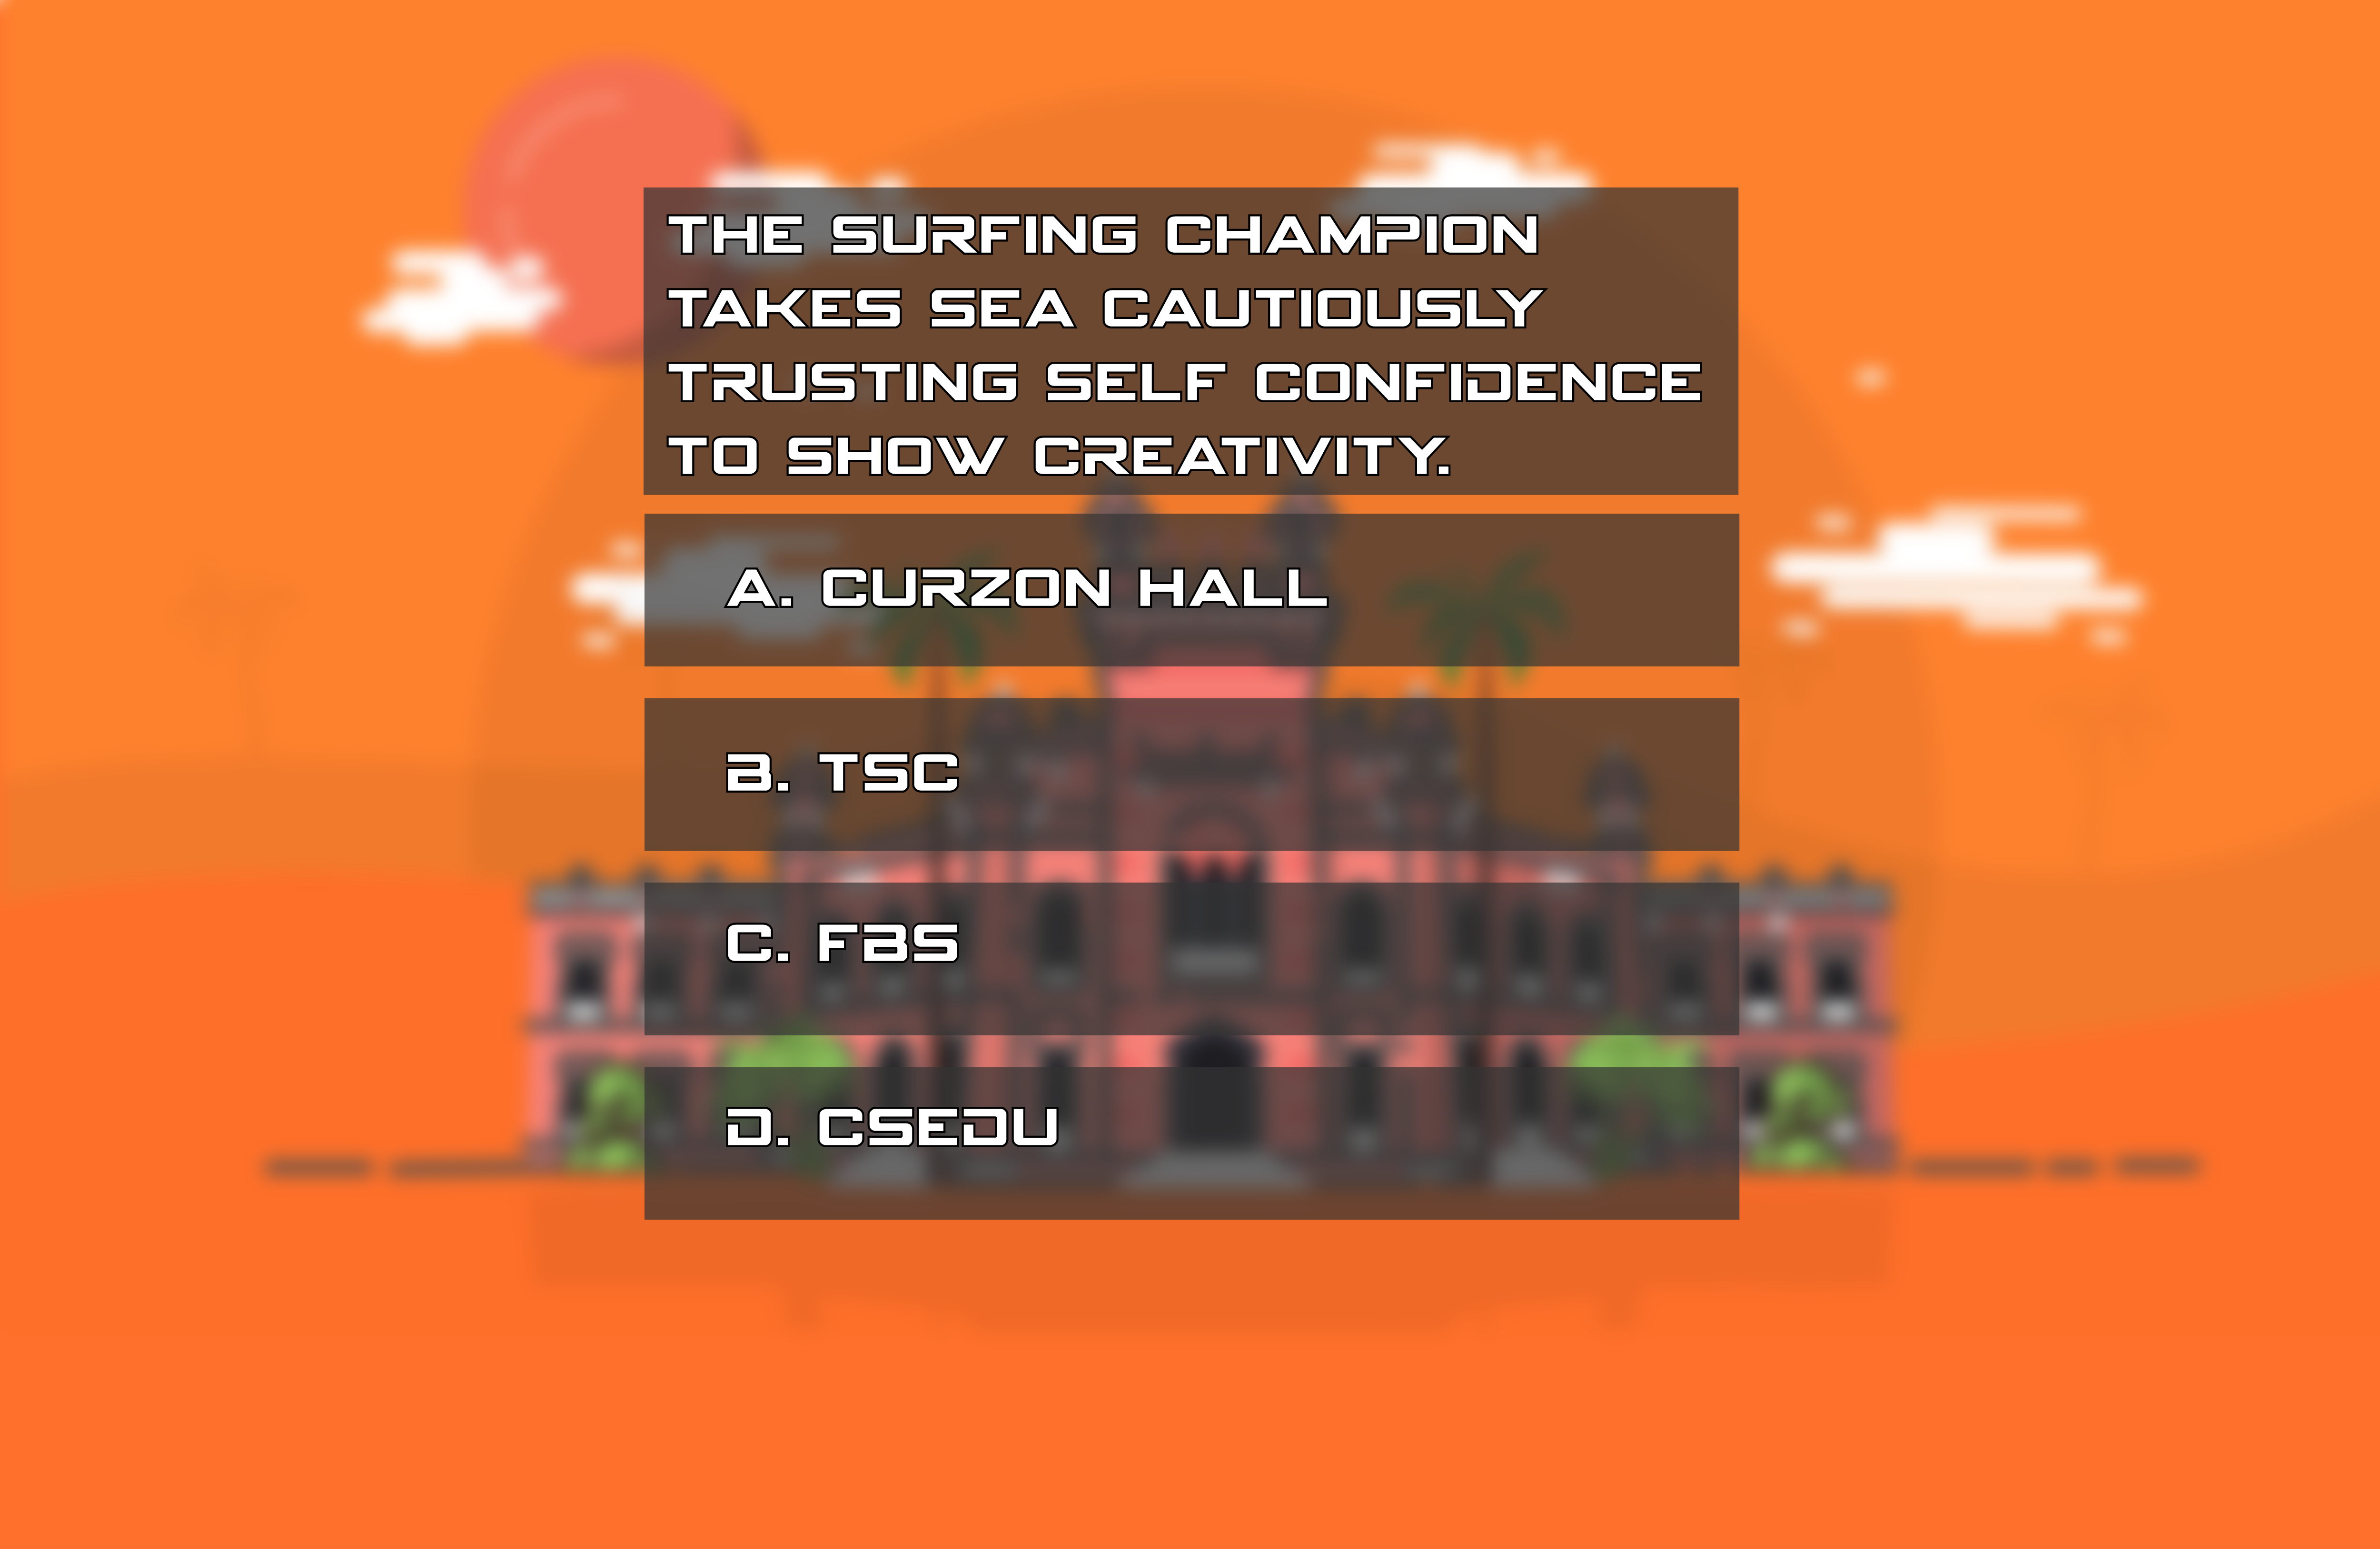 THE SURFING CHAMPION
TAKES SEA CAUTIOUSLY
TRUSTING SELF CONFIDENCE
TO SHOW CREATIVITY.
A. CURZON HALL
B. TSC
C. FBS
D. CSEDU